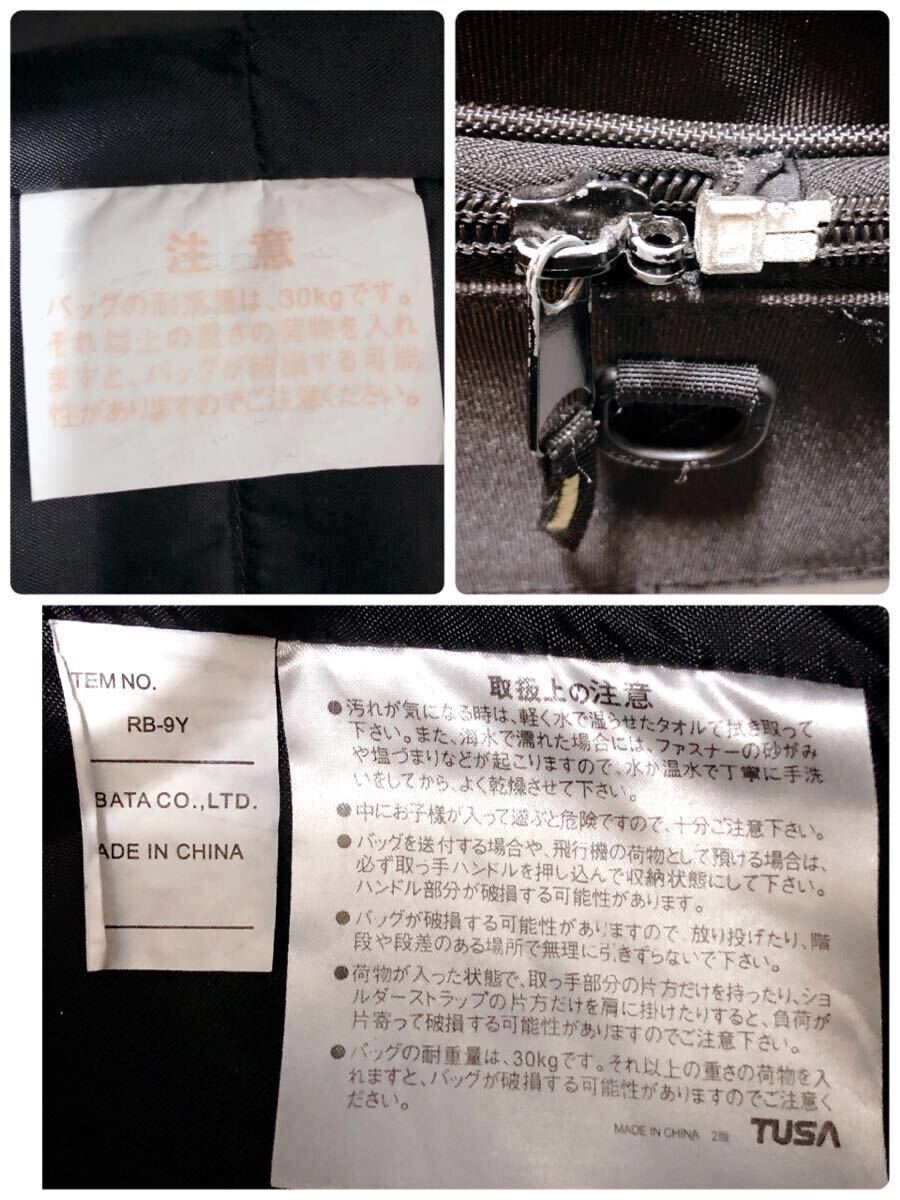 注意
バッグの耐重量は、30kgです。
それ以上の重さの荷物を入れ
ますと、バッグが破損する可能
性がありますのでご注意ください。
TEM NO.
RB-9Y
BATA CO.,LTD.
ADE IN CHINA
取扱上の注意
●汚れが気になる時は、軽く水で湿らせたタオルで拭き取って
下さい。また、海水で濡れた場合には、ファスナーの砂がみ
や塩づまりなどが起こりますので、水か温水で丁寧に手洗
いをしてから、よく乾燥させて下さい。
●中にお子様が入って遊ぶと危険ですので、十分ご注意下さい。
●バッグを送付する場合や、飛行機の荷物として預ける場合は、
必ず取っ手ハンドルを押し込んで収納状態にして下さい。
ハンドル部分が破損する可能性があります。
●バッグが破損する可能性がありますので、放り投げたり、階
段や段差のある場所で無理に引きずらないで下さい。
●荷物が入った状態で、取っ手部分の片方だけを持ったり、ショ
ルダーストラップの片方だけを肩に掛けたりすると、負荷が
片寄って破損する可能性がありますのでご注意下さい。
●バッグの耐重量は、30kgです。それ以上の重さの荷物を入
れますと、バッグが破損する可能性がありますのでご注意く
ださい。
MADE IN CHINA 2版 TUSA